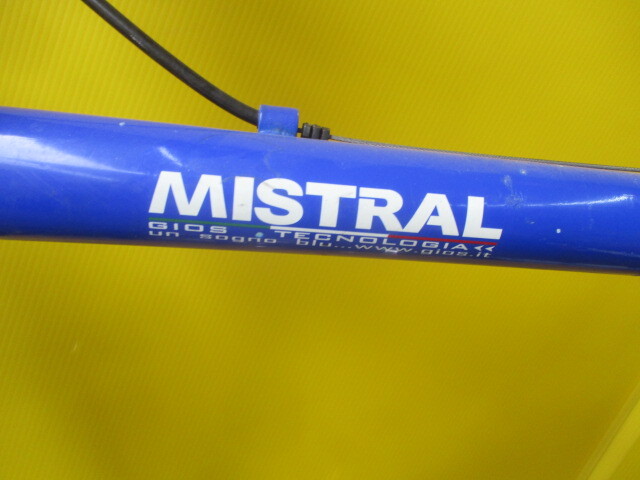 MISTRAL
GIOS TECNOLOGIA
un sogno blu...www.gios.it